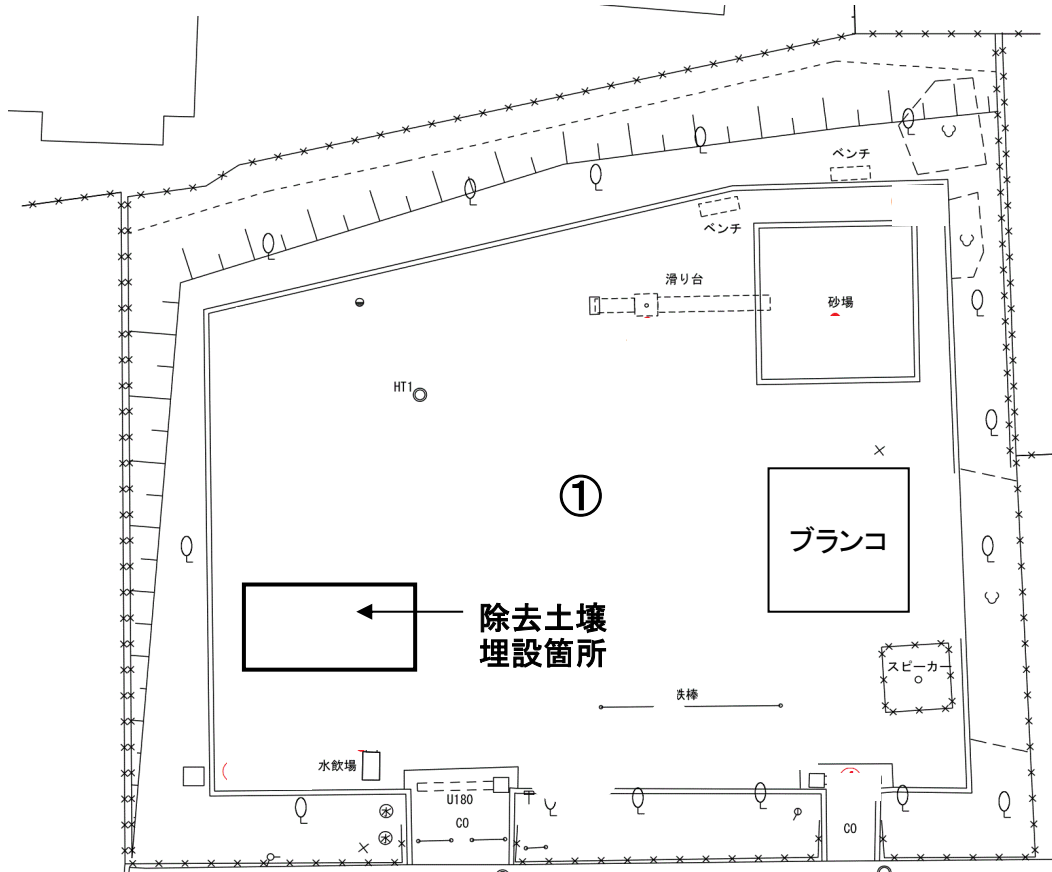 ベンチ
ベンチ
滑り台
砂場
HT1
①
ブランコ
除去土壌
埋設箇所
スピーカー
鉄棒
水飲場
U180
CO
CO